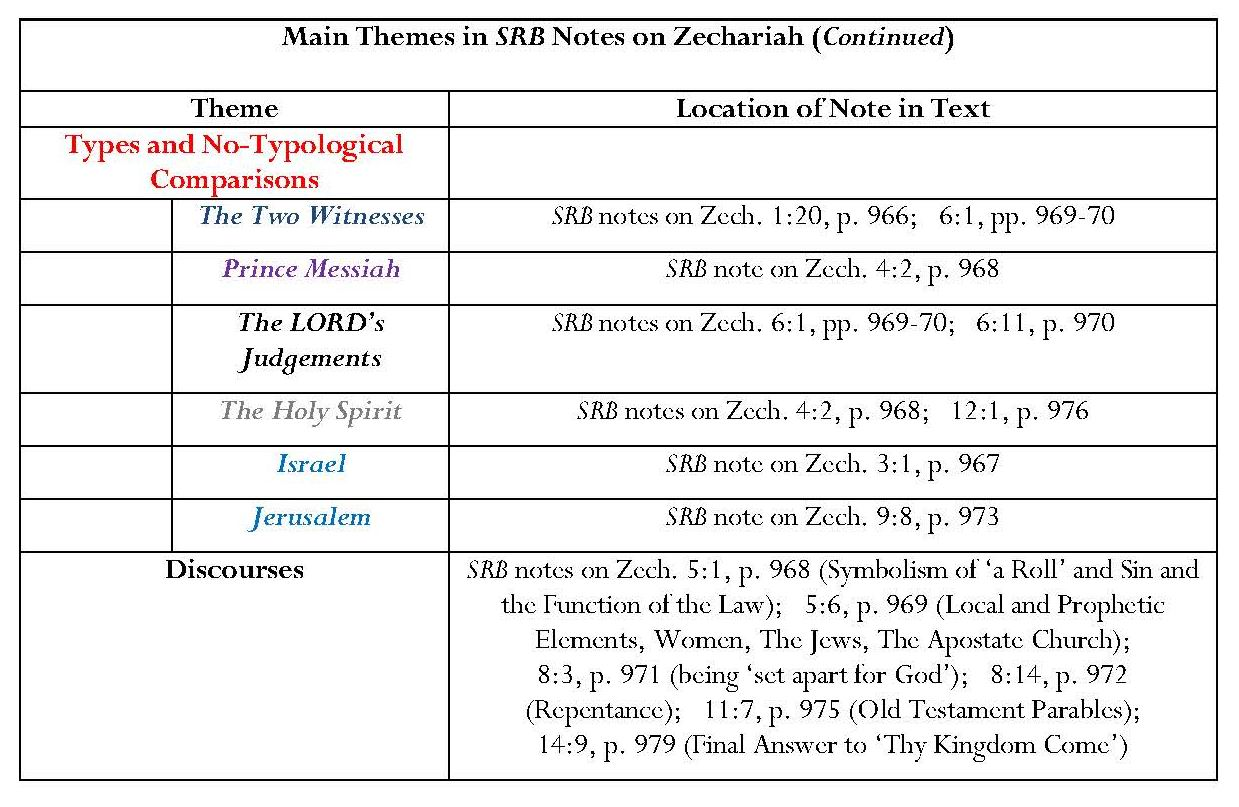 Main Themes in SRB Notes on Zechariah (Continued)
Theme
Location of Note in Text
Types and No-Typological
Comparisons
The Two Witnesses
SRB notes on Zech. 1:20, p. 966; 6:1, pp. 969-70
Prince Messiah
SRB note on Zech. 4:2, p. 968
The LORD’s
Judgements
SRB notes on Zech. 6:1, pp. 969-70; 6:11, p. 970
The Holy Spirit
SRB notes on Zech. 4:2, p. 968; 12:1, p. 976
Israel
SRB note on Zech. 3:1, p. 967
Jerusalem
SRB note on Zech. 9:8, p. 973
Discourses
SRB notes on Zech. 5:1, p. 968 (Symbolism of ‘a Roll’ and Sin and
the Function of the Law); 5:6, p. 969 (Local and Prophetic
Elements, Women, The Jews, The Apostate Church);
8:3, p. 971 (being ‘set apart for God’); 8:14, p. 972
(Repentance); 11:7, p. 975 (Old Testament Parables);
14:9, p. 979 (Final Answer to ‘Thy Kingdom Come’)